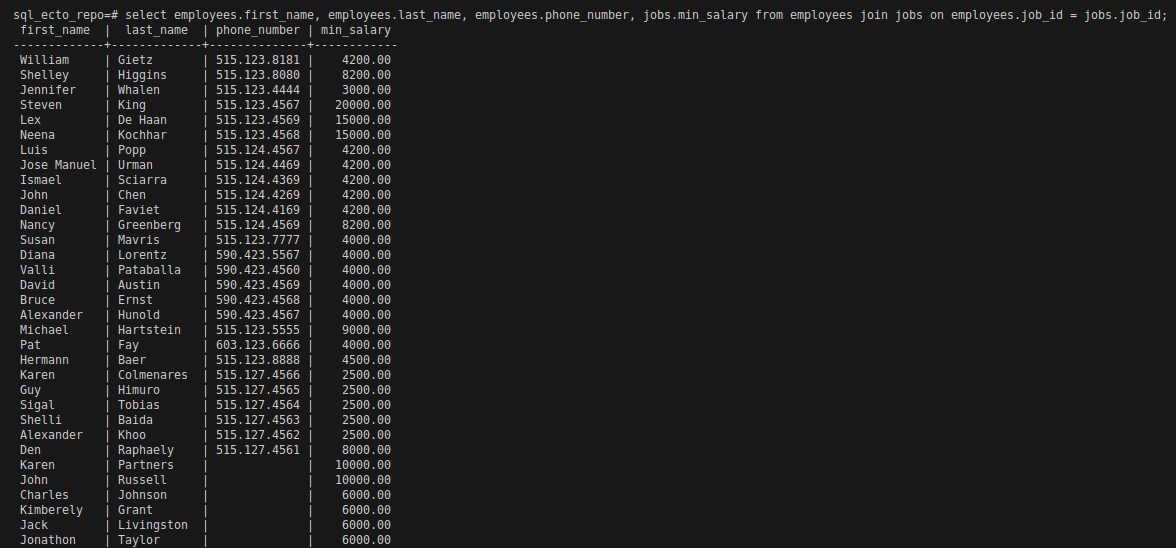 sql_ecto_repo=# select employees.first_name, employees.last_name, employees.phone_number, jobs.min_salary from employees join jobs on employees.job_id = jobs.job_id;
 first_name  |  last_name  | phone_number | min_salary
-------------+-------------+--------------+------------
 William     | Gietz       | 515.123.8181 |    4200.00
 Shelley     | Higgins     | 515.123.8080 |    8200.00
 Jennifer    | Whalen      | 515.123.4444 |    3000.00
 Steven      | King        | 515.123.4567 |   20000.00
 Lex         | De Haan     | 515.123.4569 |   15000.00
 Neena       | Kochhar     | 515.123.4568 |   15000.00
 Luis        | Popp        | 515.124.4567 |    4200.00
 Jose Manuel | Urman       | 515.124.4469 |    4200.00
 Ismael      | Sciarra     | 515.124.4369 |    4200.00
 John        | Chen        | 515.124.4269 |    4200.00
 Daniel      | Faviet      | 515.124.4169 |    4200.00
 Nancy       | Greenberg   | 515.124.4569 |    8200.00
 Susan       | Mavris      | 515.123.7777 |    4000.00
 Diana       | Lorentz     | 590.423.5567 |    4000.00
 Valli       | Pataballa   | 590.423.4560 |    4000.00
 David       | Austin      | 590.423.4569 |    4000.00
 Bruce       | Ernst       | 590.423.4568 |    4000.00
 Alexander   | Hunold      | 590.423.4567 |    4000.00
 Michael     | Hartstein   | 515.123.5555 |    9000.00
 Pat         | Fay         | 603.123.6666 |    4000.00
 Hermann     | Baer        | 515.123.8888 |    4500.00
 Karen       | Colmenares  | 515.127.4566 |    2500.00
 Guy         | Himuro      | 515.127.4565 |    2500.00
 Sigal       | Tobias      | 515.127.4564 |    2500.00
 Shelli      | Baida       | 515.127.4563 |    2500.00
 Alexander   | Khoo        | 515.127.4562 |    2500.00
 Den         | Raphaely    | 515.127.4561 |    8000.00
 Karen       | Partners    |              |   10000.00
 John        | Russell     |              |   10000.00
 Charles     | Johnson     |              |    6000.00
 Kimberely   | Grant       |              |    6000.00
 Jack        | Livingston  |              |    6000.00
 Jonathon    | Taylor      |              |    6000.00